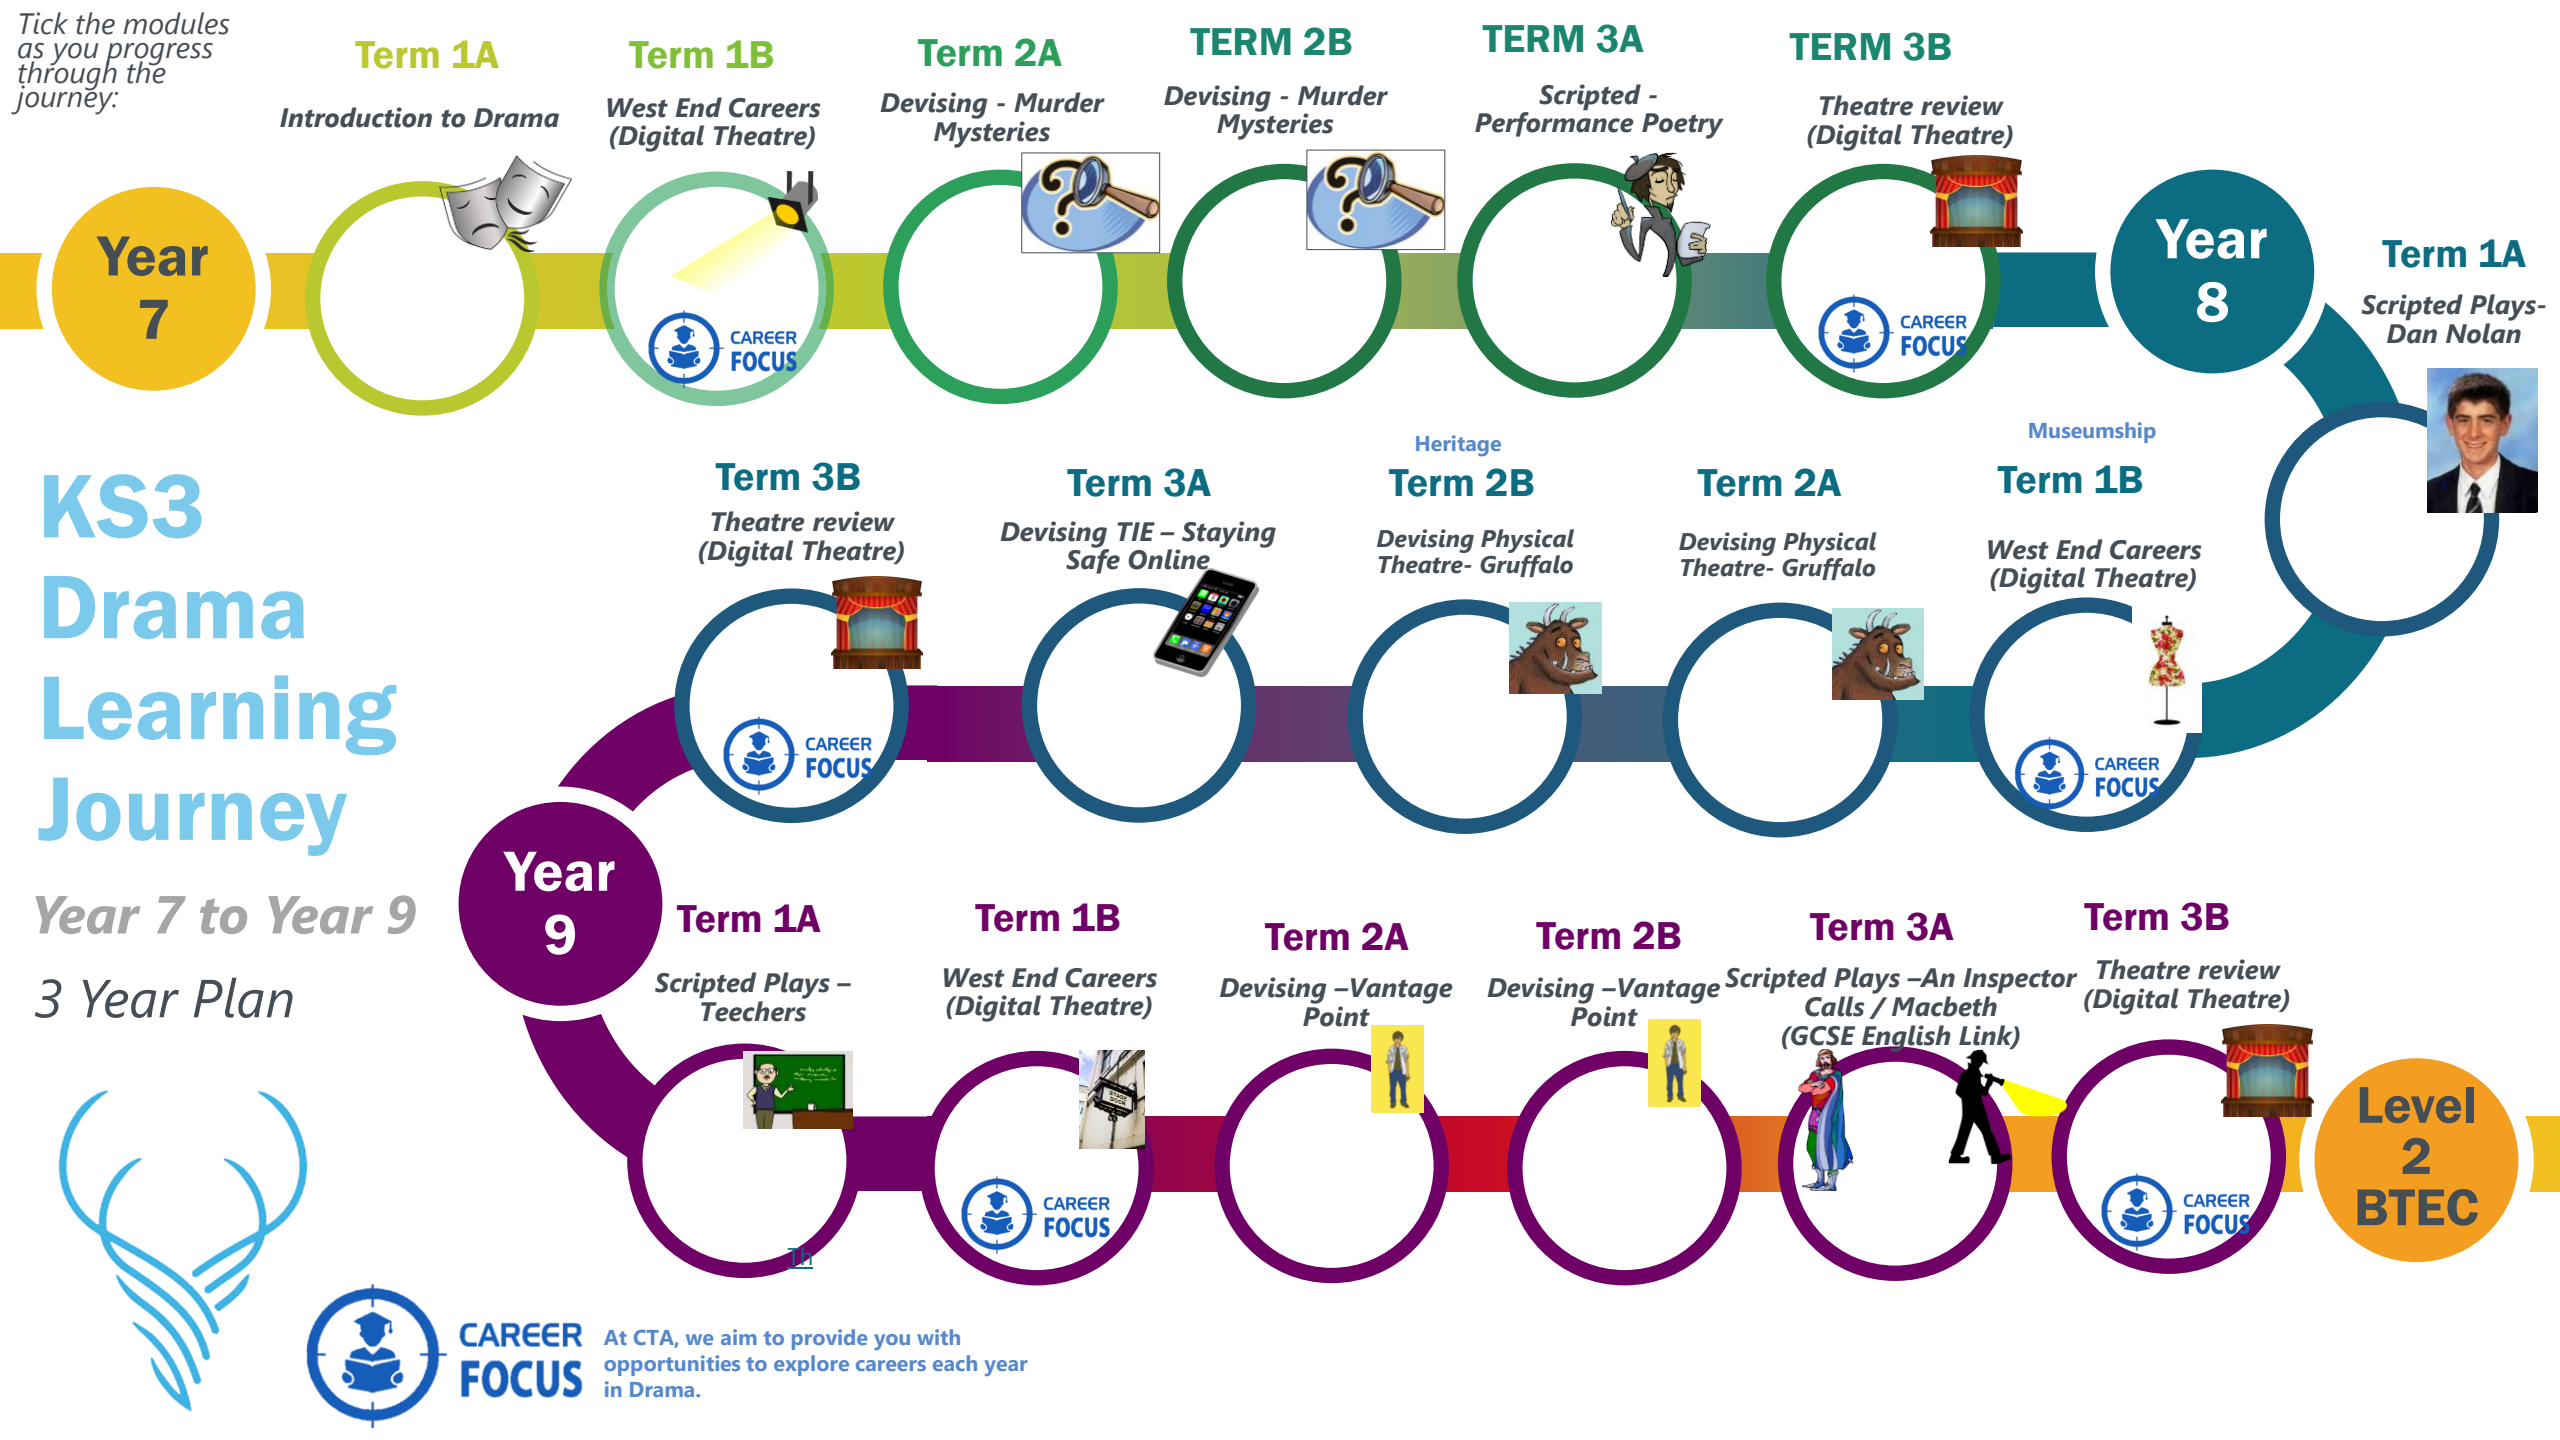 Tick the modules
as you progress
through the
journey:
Term 1A
Introduction to Drama
Term 1B
West End Careers
(Digital Theatre)
Term 2A
Devising - Murder
Mysteries
TERM 2B
Devising - Murder
Mysteries
TERM 3A
Scripted -
Performance Poetry
TERM 3B
Theatre review
(Digital Theatre)
Year
7
CAREER
FOCUS
CAREER
FOCUS
Year
8
Term 1A
Scripted Plays-
Dan Nolan
Museumship
Term 1B
West End Careers
(Digital Theatre)
CAREER
FOCUS
Term 2A
Devising Physical
Theatre- Gruffalo
Heritage
Term 2B
Devising Physical
Theatre- Gruffalo
Term 3A
Devising TIE – Staying
Safe Online
Term 3B
Theatre review
(Digital Theatre)
CAREER
FOCUS
KS3
Drama
Learning
Journey
Year 7 to Year 9
3 Year Plan
Year
9
Term 1A
Scripted Plays –
Teechers
Th
Term 1B
West End Careers
(Digital Theatre)
STAGE
DOOR
CAREER
FOCUS
Term 2A
Devising –Vantage
Point
Term 2B
Devising –Vantage
Point
Term 3A
Scripted Plays –An Inspector
Calls / Macbeth
(GCSE English Link)
Term 3B
Theatre review
(Digital Theatre)
CAREER
FOCUS
Level
2
BTEC
CAREER
FOCUS
At CTA, we aim to provide you with
opportunities to explore careers each year
in Drama.